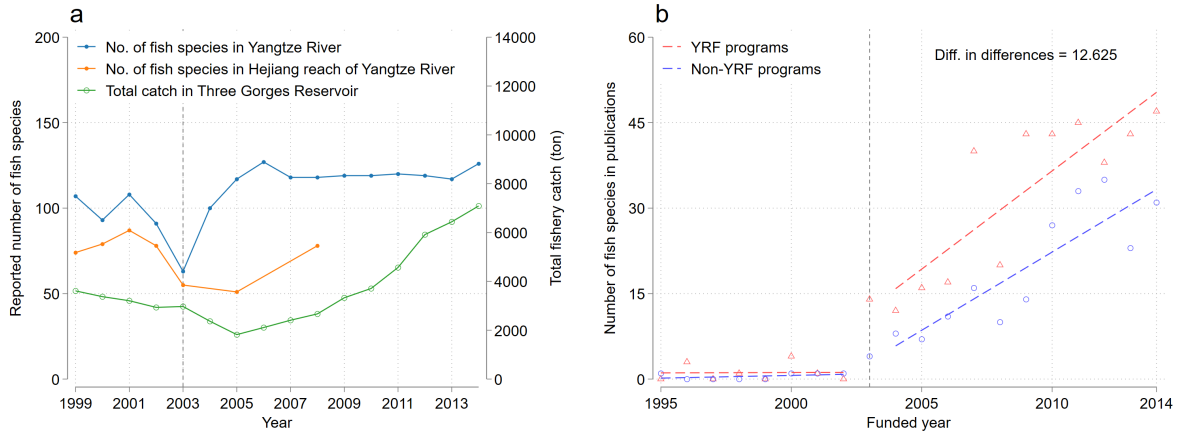 a
200
150
100
50
0
Reported number of fish species
No. of fish species in Yangtze River
No. of fish species in Hejiang reach of Yangtze River
Total catch in Three Gorges Reservoir
14000
12000
10000
8000
6000
4000
2000
0
Total fishery catch (ton)
1999 2001 2003 2005 2007 2009 2011 2013
Year
b
60
45
30
15
0
Number of fish species in publications
YRF programs
Non-YRF programs
Diff. in differences = 12.625
1995 2000 2005 2010 2014
Funded year